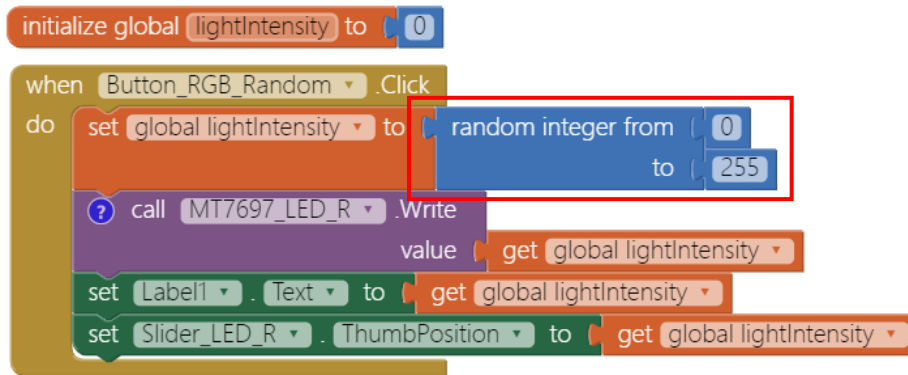 initialize global lightIntensity to 0
when Button_RGB_Random .Click
do set global lightIntensity to random integer from 0
to 255
? call MT7697_LED_R .Write
value get global lightIntensity
set Label1 . Text to get global lightIntensity
set Slider_LED_R . ThumbPosition to get global lightIntensity